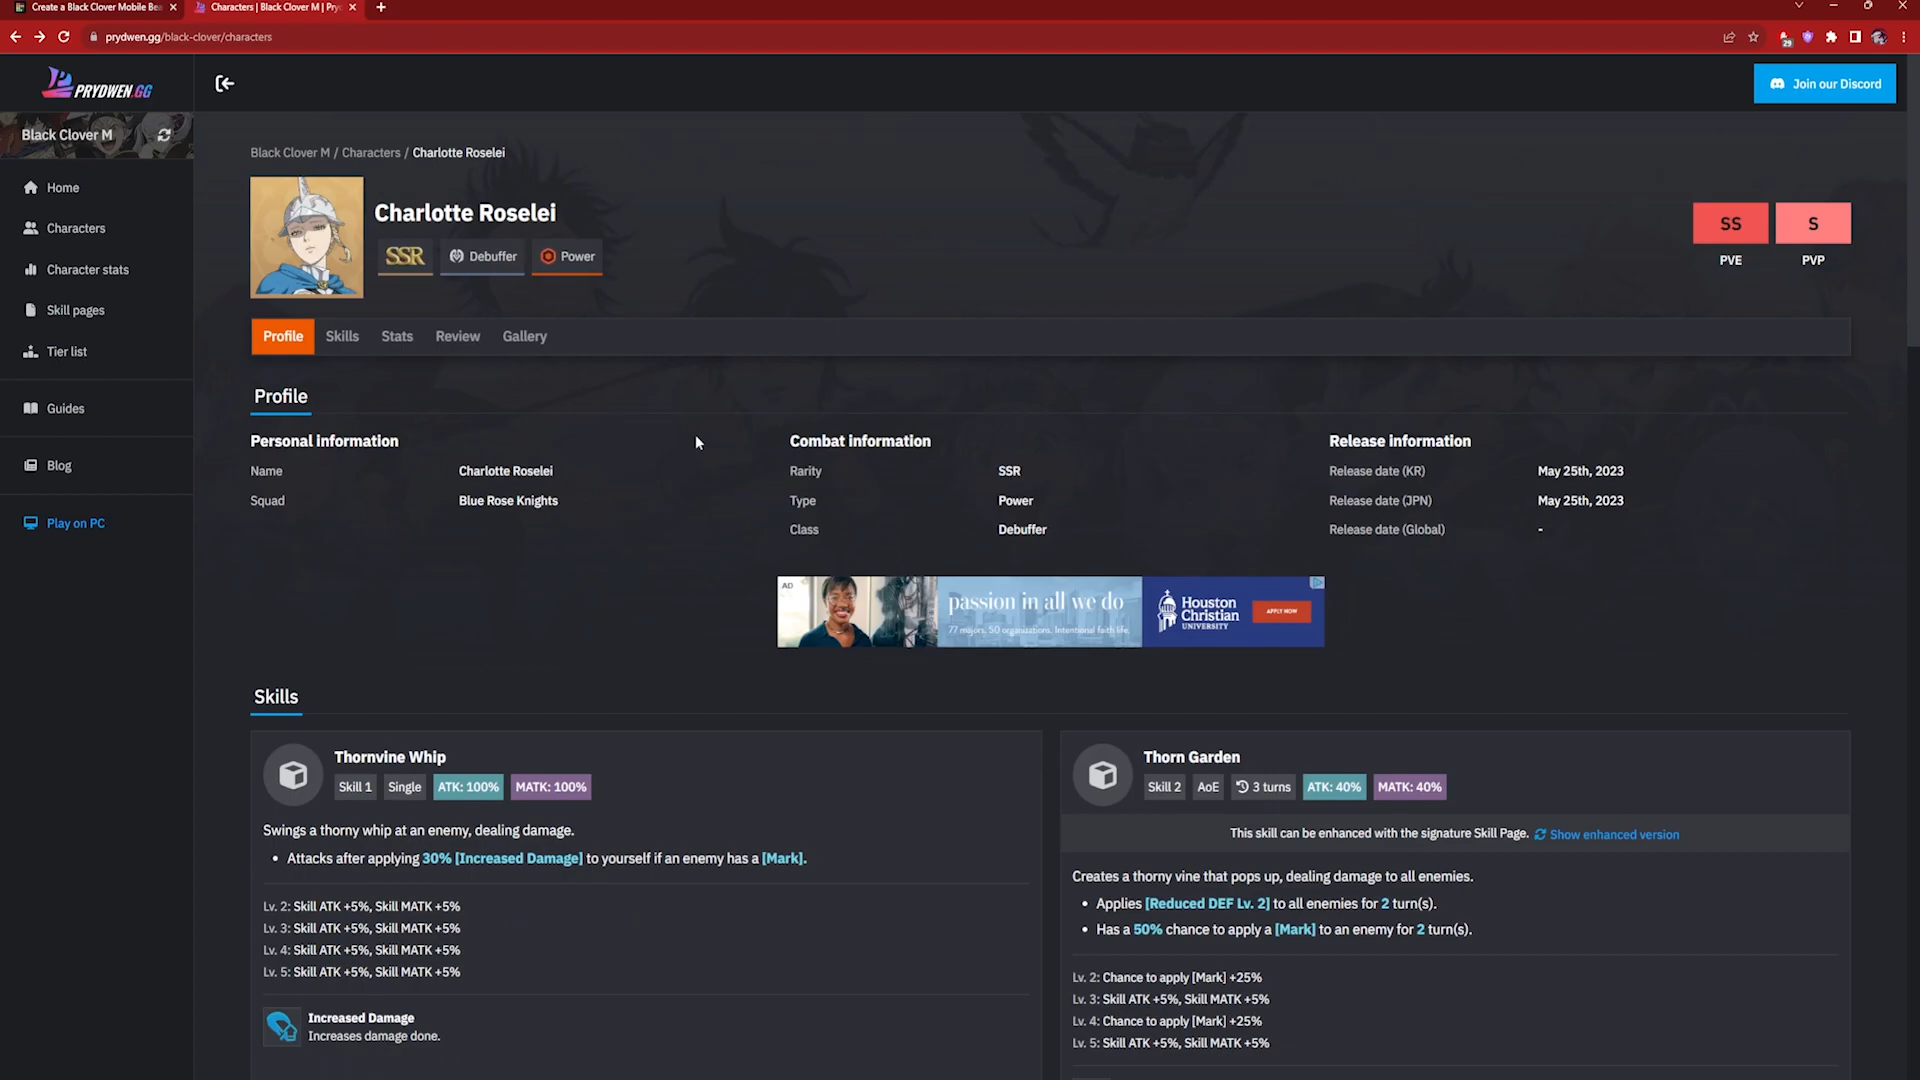 Create a Black Clover Mobile Bea
Characters | Black Clover M | Pry
prydwen.gg/black-clover/characters
29
PRYDWEN.GG
Join our Discord
Black Clover M
Home
Characters
Character stats
Skill pages
Tier list
Guides
Blog
Play on PC
Black Clover M / Characters / Charlotte Roselei
Charlotte Roselei
SSR Debuffer Power
SS S
PVE PVP
Profile Skills Stats Review Gallery
Profile
Personal information
Name Charlotte Roselei
Squad Blue Rose Knights
Combat information
Rarity SSR
Type Power
Class Debuffer
Release information
Release date (KR) May 25th, 2023
Release date (JPN) May 25th, 2023
Release date (Global) -
AD
passion in all we do
77 majors. 50 organizations. Intentional faith life.
Houston
Christian
UNIVERSITY
APPLY NOW
Skills
Thornvine Whip
Skill 1 Single ATK: 100% MATK: 100%
Swings a thorny whip at an enemy, dealing damage.
• Attacks after applying 30% [Increased Damage] to yourself if an enemy has a [Mark].
Lv. 2: Skill ATK +5%, Skill MATK +5%
Lv. 3: Skill ATK +5%, Skill MATK +5%
Lv. 4: Skill ATK +5%, Skill MATK +5%
Lv. 5: Skill ATK +5%, Skill MATK +5%
Increased Damage
Increases damage done.
Thorn Garden
Skill 2 AoE 3 turns ATK: 40% MATK: 40%
This skill can be enhanced with the signature Skill Page. Show enhanced version
Creates a thorny vine that pops up, dealing damage to all enemies.
• Applies [Reduced DEF Lv. 2] to all enemies for 2 turn(s).
• Has a 50% chance to apply a [Mark] to an enemy for 2 turn(s).
Lv. 2: Chance to apply [Mark] +25%
Lv. 3: Skill ATK +5%, Skill MATK +5%
Lv. 4: Chance to apply [Mark] +25%
Lv. 5: Skill ATK +5%, Skill MATK +5%